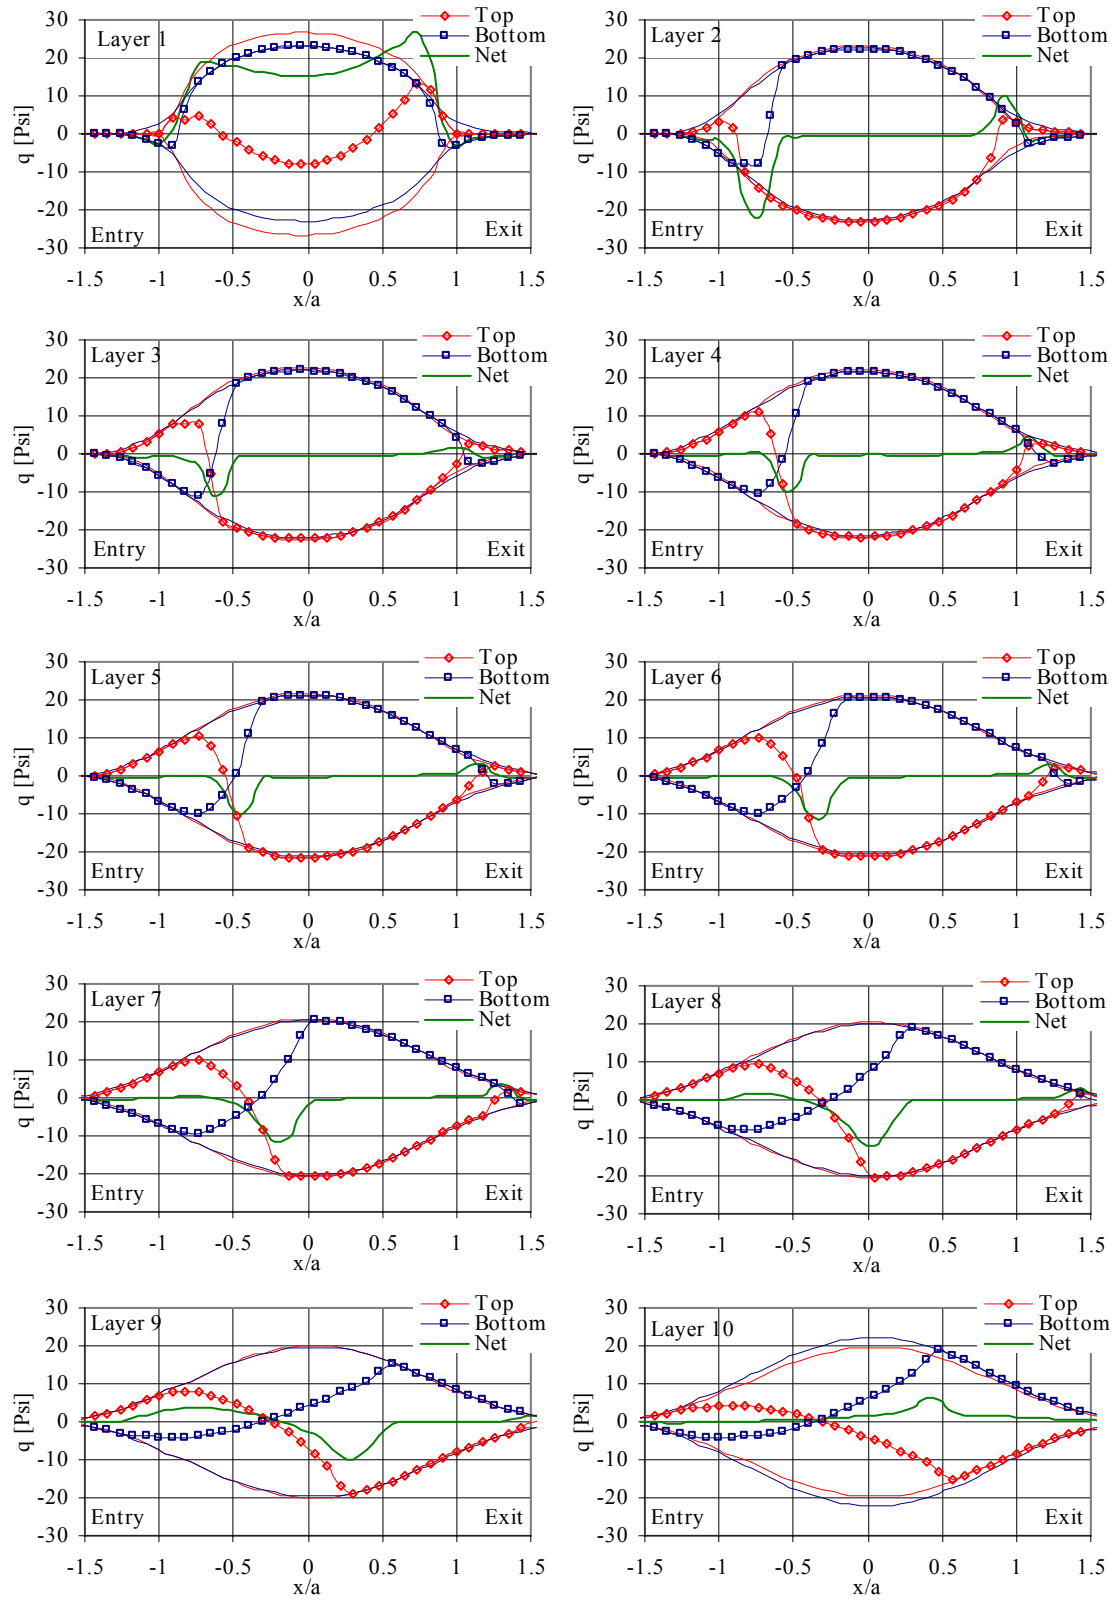 Layer 1
Top
Bottom
Net
30
20
10
0
-10
-20
-30
q [Psi]
Entry
Exit
-1.5 -1 -0.5 0 0.5 1 1.5
x/a
Layer 2
Top
Bottom
Net
30
20
10
0
-10
-20
-30
q [Psi]
Entry
Exit
-1.5 -1 -0.5 0 0.5 1 1.5
x/a
Layer 3
Top
Bottom
Net
30
20
10
0
-10
-20
-30
q [Psi]
Entry
Exit
-1.5 -1 -0.5 0 0.5 1 1.5
x/a
Layer 4
Top
Bottom
Net
30
20
10
0
-10
-20
-30
q [Psi]
Entry
Exit
-1.5 -1 -0.5 0 0.5 1 1.5
x/a
Layer 5
Top
Bottom
Net
30
20
10
0
-10
-20
-30
q [Psi]
Entry
Exit
-1.5 -1 -0.5 0 0.5 1 1.5
x/a
Layer 6
Top
Bottom
Net
30
20
10
0
-10
-20
-30
q [Psi]
Entry
Exit
-1.5 -1 -0.5 0 0.5 1 1.5
x/a
Layer 7
Top
Bottom
Net
30
20
10
0
-10
-20
-30
q [Psi]
Entry
Exit
-1.5 -1 -0.5 0 0.5 1 1.5
x/a
Layer 8
Top
Bottom
Net
30
20
10
0
-10
-20
-30
q [Psi]
Entry
Exit
-1.5 -1 -0.5 0 0.5 1 1.5
x/a
Layer 9
Top
Bottom
Net
30
20
10
0
-10
-20
-30
q [Psi]
Entry
Exit
-1.5 -1 -0.5 0 0.5 1 1.5
x/a
Layer 10
Top
Bottom
Net
30
20
10
0
-10
-20
-30
q [Psi]
Entry
Exit
-1.5 -1 -0.5 0 0.5 1 1.5
x/a